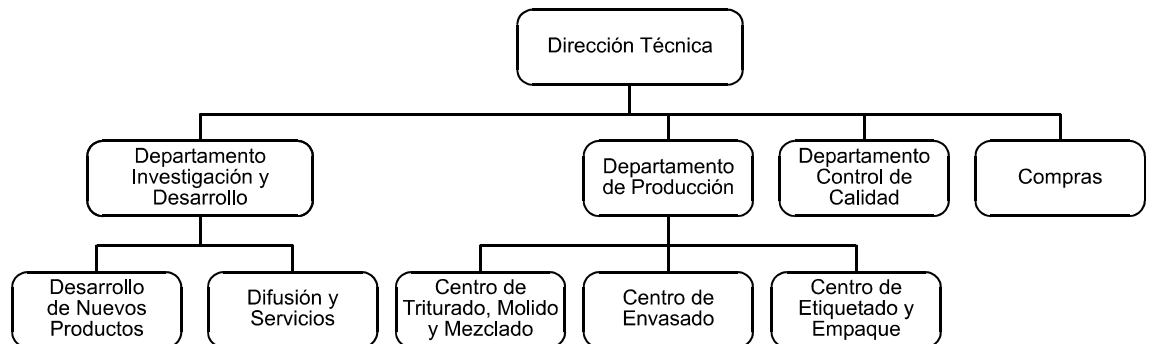 Dirección Técnica
Departamento
Investigación y
Desarrollo
Departamento
de Producción
Departamento
Control de
Calidad
Compras
Desarrollo
de Nuevos
Productos
Difusión y
Servicios
Centro de
Triturado, Molido
y Mezclado
Centro de
Envasado
Centro de
Etiquetado y
Empaque